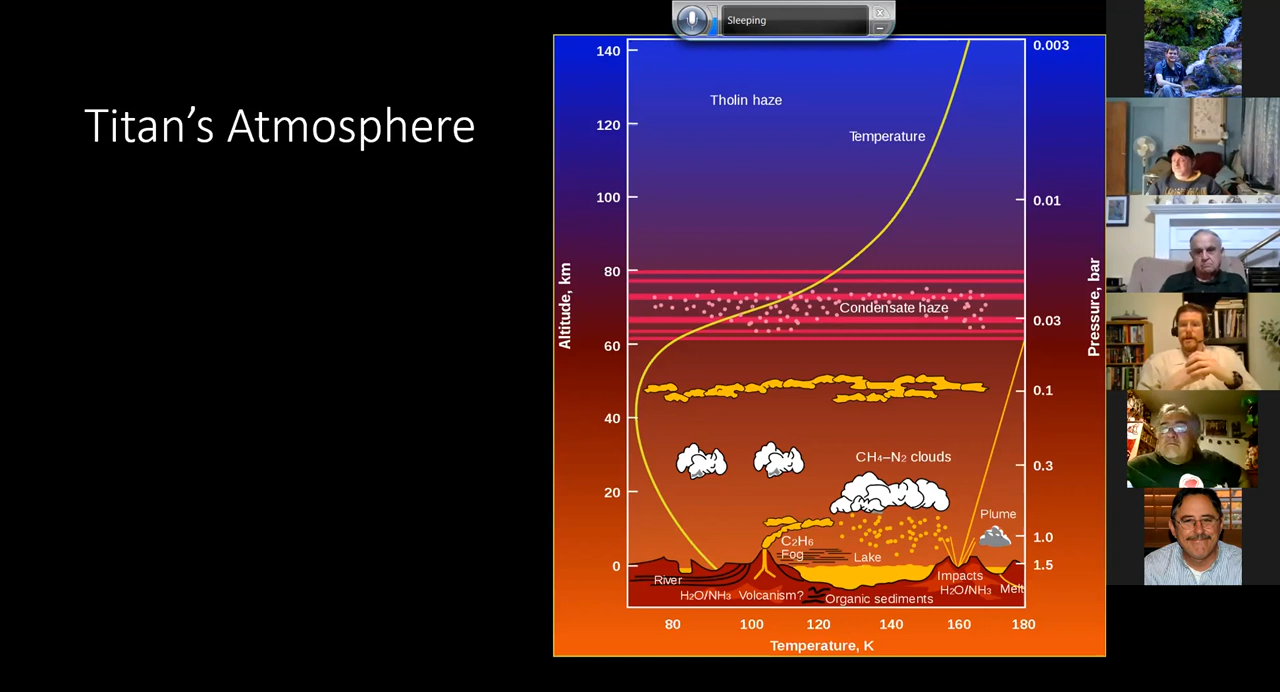 Sleeping
Titan's Atmosphere
140
120
100
80
60
40
20
0
Altitude, km
Tholin haze
Temperature
Condensate haze
CH₄–N₂ clouds
Plume
C₂H₆
Fog
Lake
River
H₂O/NH₃
Volcanism?
Organic sediments
Impacts
H₂O/NH₃
Melt
0.003
0.01
0.03
0.1
0.3
1.0
1.5
Pressure, bar
80 100 120 140 160 180
Temperature, K